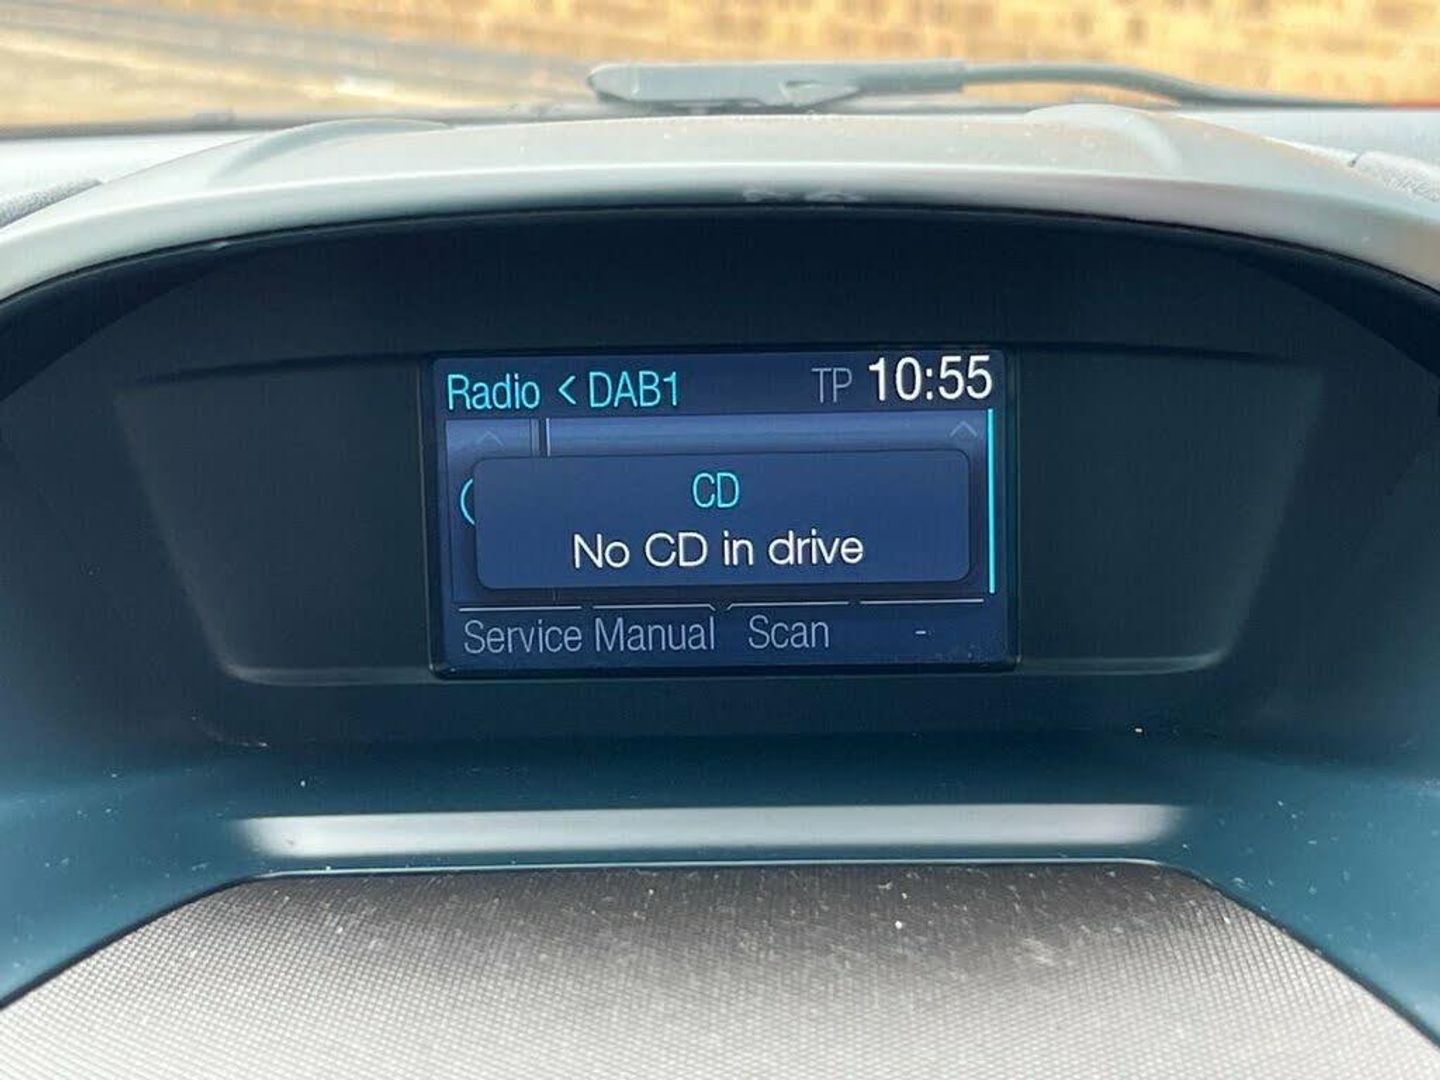 Radio < DAB1 TP 10:55
CD
No CD in drive
Service Manual Scan -